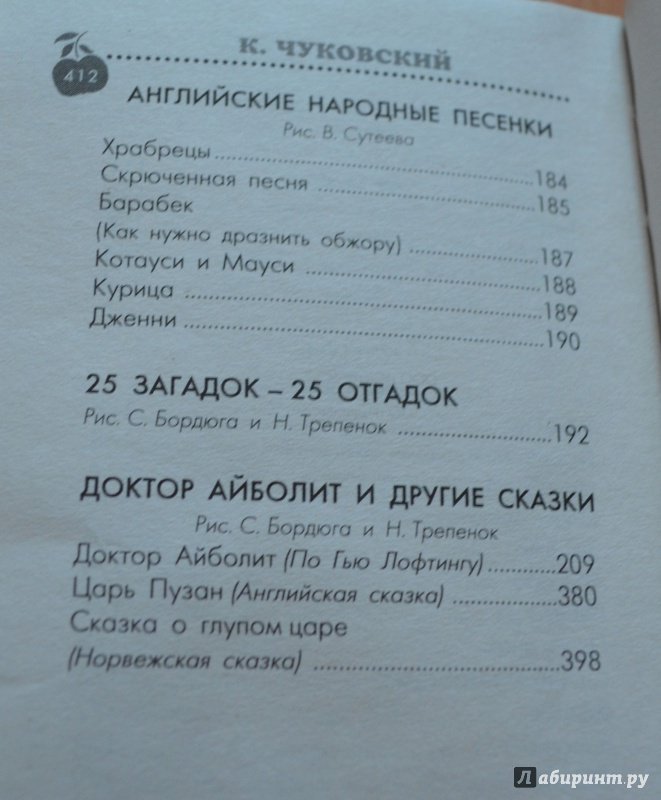 К. ЧУКОВСКИЙ
412
АНГЛИЙСКИЕ НАРОДНЫЕ ПЕСЕНКИ
Рис. В. Сутеева
Храбрецы ..... 184
Скрюченная песня ..... 185
Барабек
(Как нужно дразнить обжору) ..... 187
Котауси и Мауси ..... 188
Курица ..... 189
Дженни ..... 190
25 ЗАГАДОК – 25 ОТГАДОК
Рис. С. Бордюга и Н. Трепенок ..... 192
ДОКТОР АЙБОЛИТ И ДРУГИЕ СКАЗКИ
Рис. С. Бордюга и Н. Трепенок
Доктор Айболит (По Гью Лофтингу) ..... 209
Царь Пузан (Английская сказка) ..... 380
Сказка о глупом царе
(Норвежская сказка) ..... 398
Лабиринт.ру